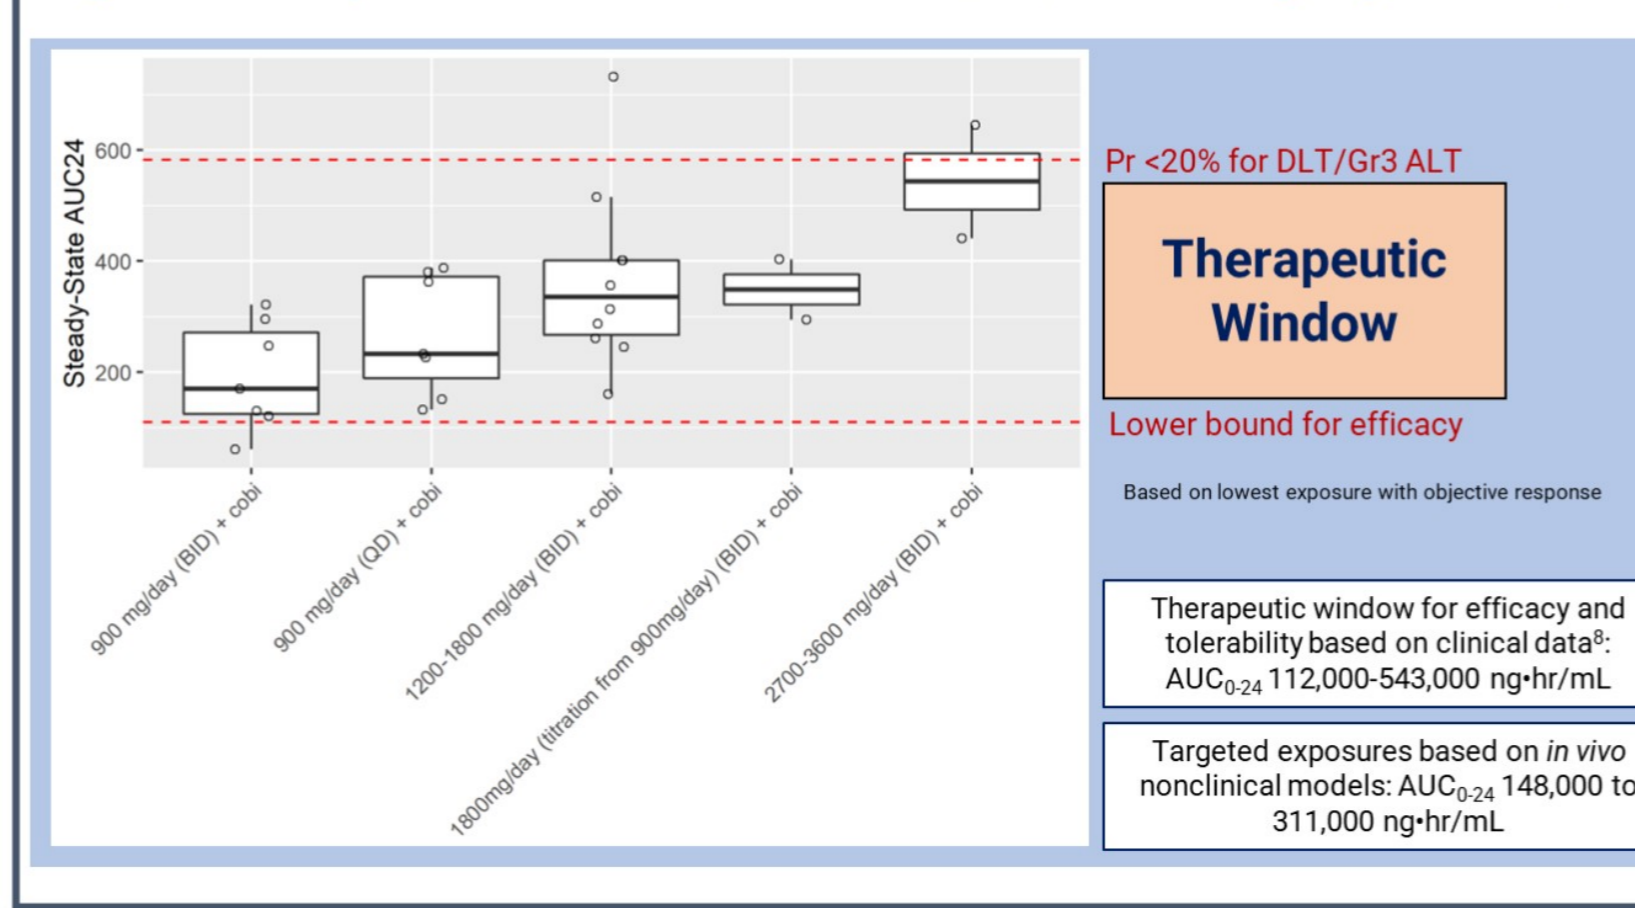 Steady-State AUC24
600
400
200
900 mg/day (BID) + cobi
900 mg/day (QD) + cobi
1200-1800 mg/day (BID) + cobi
1800mg/day (titration from 900mg/day) (BID) + cobi
2700-3600 mg/day (BID) + cobi
Pr <20% for DLT/Gr3 ALT
Therapeutic
Window
Lower bound for efficacy
Based on lowest exposure with objective response
Therapeutic window for efficacy and
tolerability based on clinical data⁸:
AUC₀₋₂₄ 112,000-543,000 ng•hr/mL
Targeted exposures based on in vivo
nonclinical models: AUC₀₋₂₄ 148,000 to
311,000 ng•hr/mL